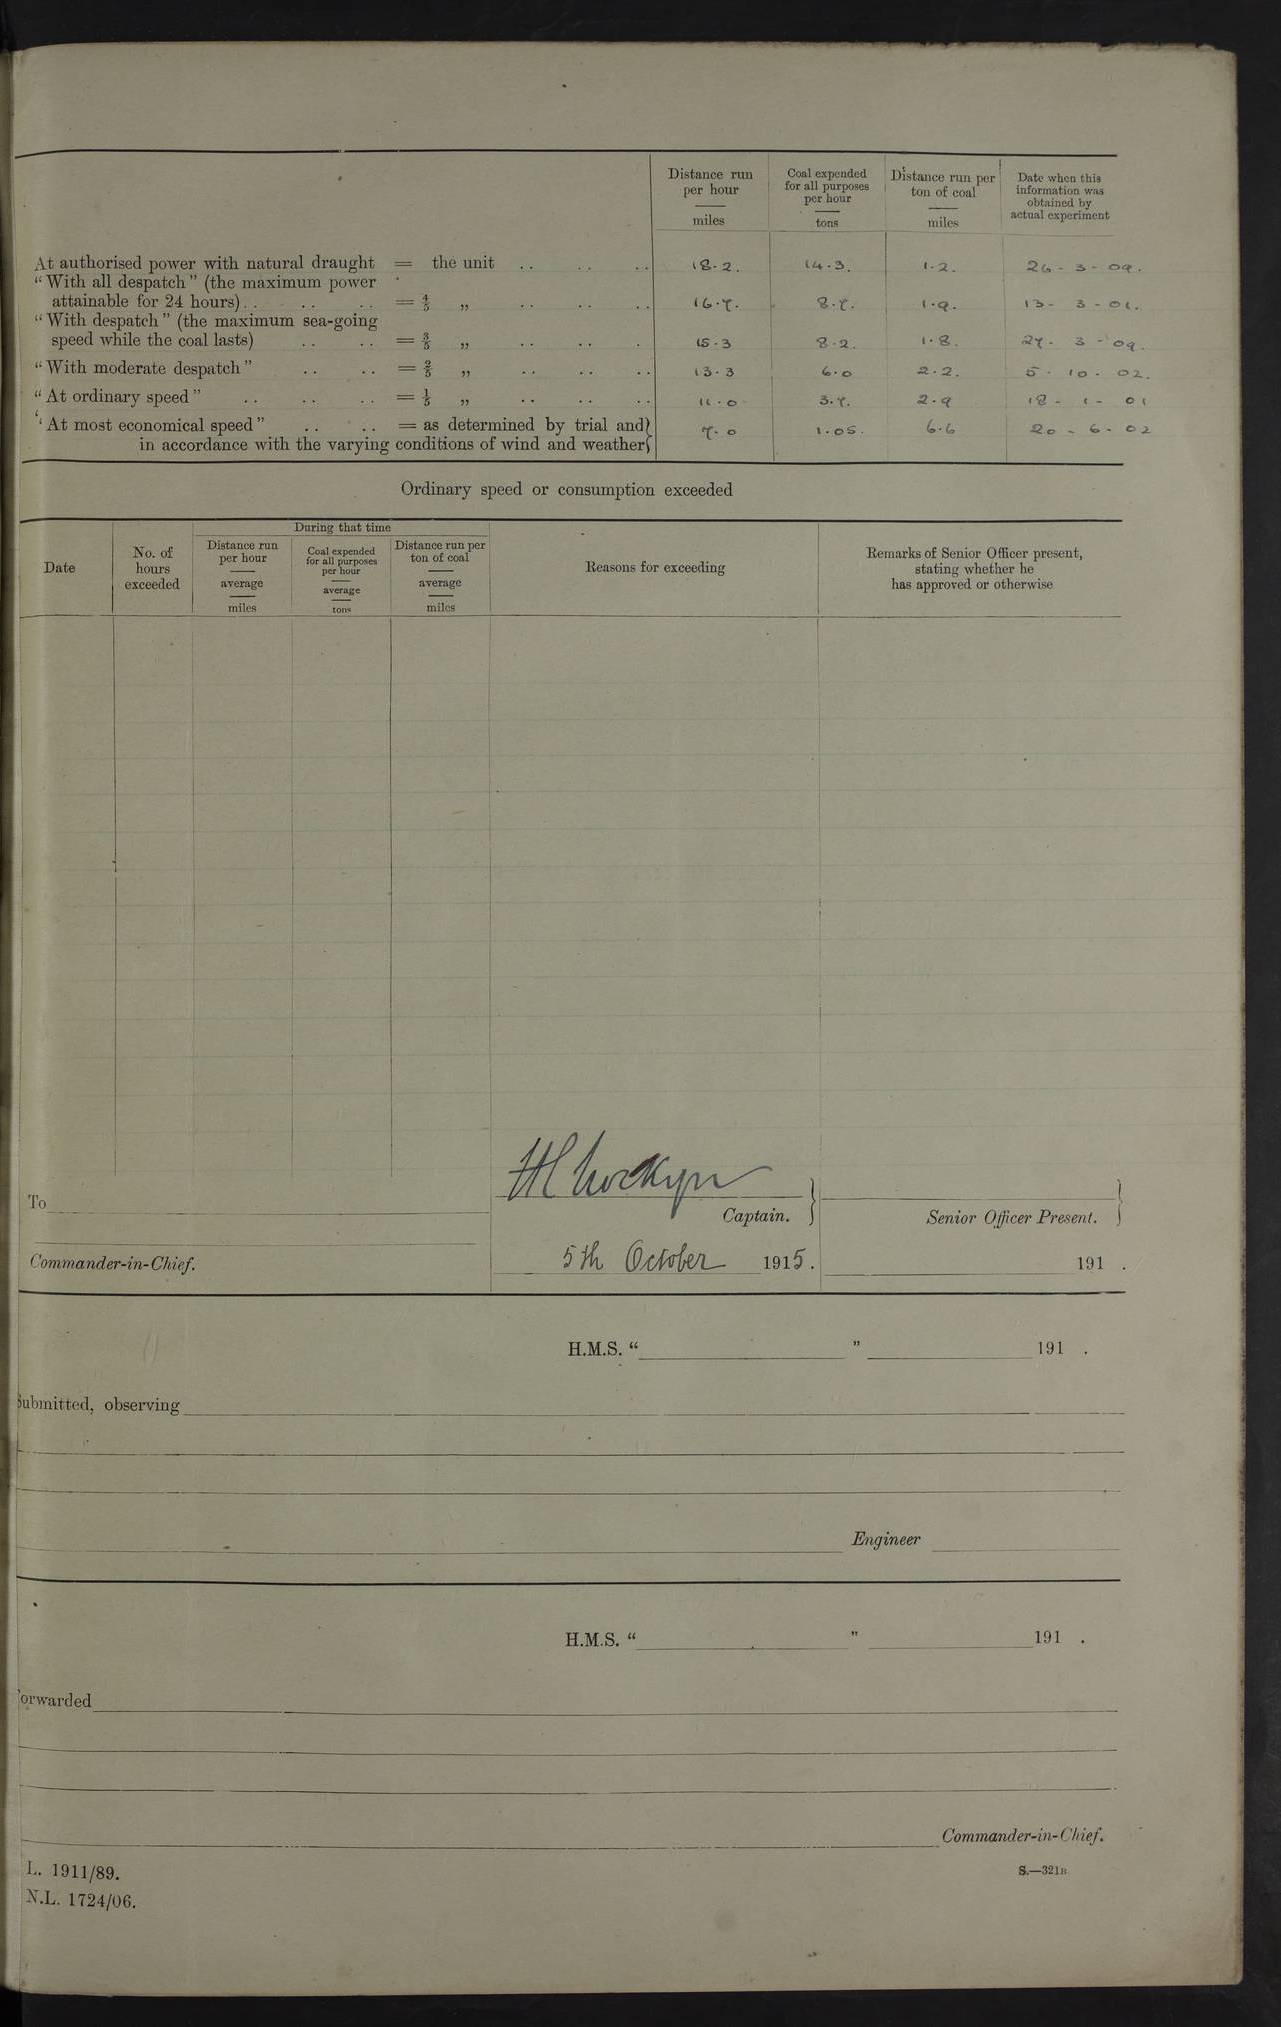 Distance run per hour — miles
Coal expended for all purposes per hour — tons
Distance run per ton of coal — miles
Date when this information was obtained by actual experiment
At authorised power with natural draught = the unit .. .. .. 18.2. 14.3. 1.2. 26 - 3 - 09.
"With all despatch" (the maximum power
attainable for 24 hours) .. .. .. = 4/5 „ .. .. .. 16.7. 8.7. 1.9. 13 - 3 - 01.
"With despatch" (the maximum sea-going
speed while the coal lasts) .. .. = 3/5 „ .. .. .. 15.3 8.2. 1.8. 27 - 3 - 09.
"With moderate despatch" .. .. = 2/5 „ .. .. .. 13.3 6.0 2.2. 5 - 10 - 02.
"At ordinary speed" .. .. .. = 1/5 „ .. .. .. 11.0 3.7. 2.9 18 - 1 - 01
"At most economical speed" .. .. = as determined by trial and
in accordance with the varying conditions of wind and weather 7.0 1.05. 6.6 20 - 6 - 02
Ordinary speed or consumption exceeded
Date
No. of hours exceeded
During that time
Distance run per hour — average — miles
Coal expended for all purposes per hour — average — tons
Distance run per ton of coal — average — miles
Reasons for exceeding
Remarks of Senior Officer present, stating whether he has approved or otherwise
To
Captain.
Senior Officer Present.
Commander-in-Chief.
5th October 1915.
191 .
H.M.S. " " 191 .
Submitted, observing
Engineer
H.M.S. " " 191 .
orwarded
Commander-in-Chief.
L. 1911/89.
S.—321B
N.L. 1724/06.